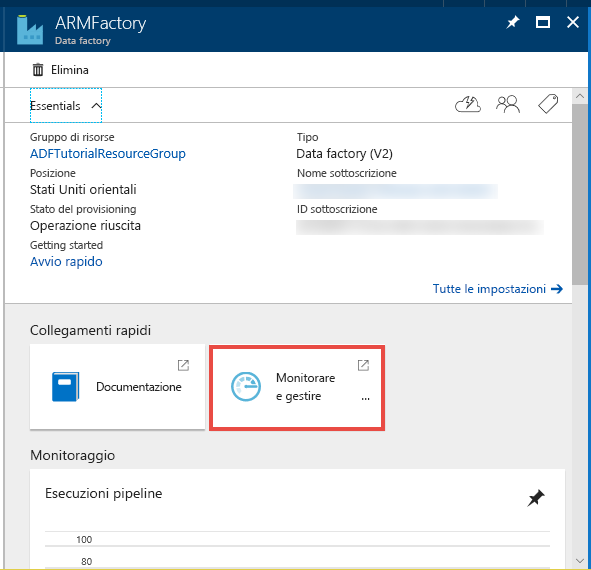 ARMFactory
Data factory
Elimina
Essentials
Gruppo di risorse
ADFTutorialResourceGroup
Tipo
Data factory (V2)
Posizione
Stati Uniti orientali
Nome sottoscrizione
Stato del provisioning
Operazione riuscita
ID sottoscrizione
Getting started
Avvio rapido
Tutte le impostazioni →
Collegamenti rapidi
Documentazione
Monitorare
e gestire
...
Monitoraggio
Esecuzioni pipeline
100
80